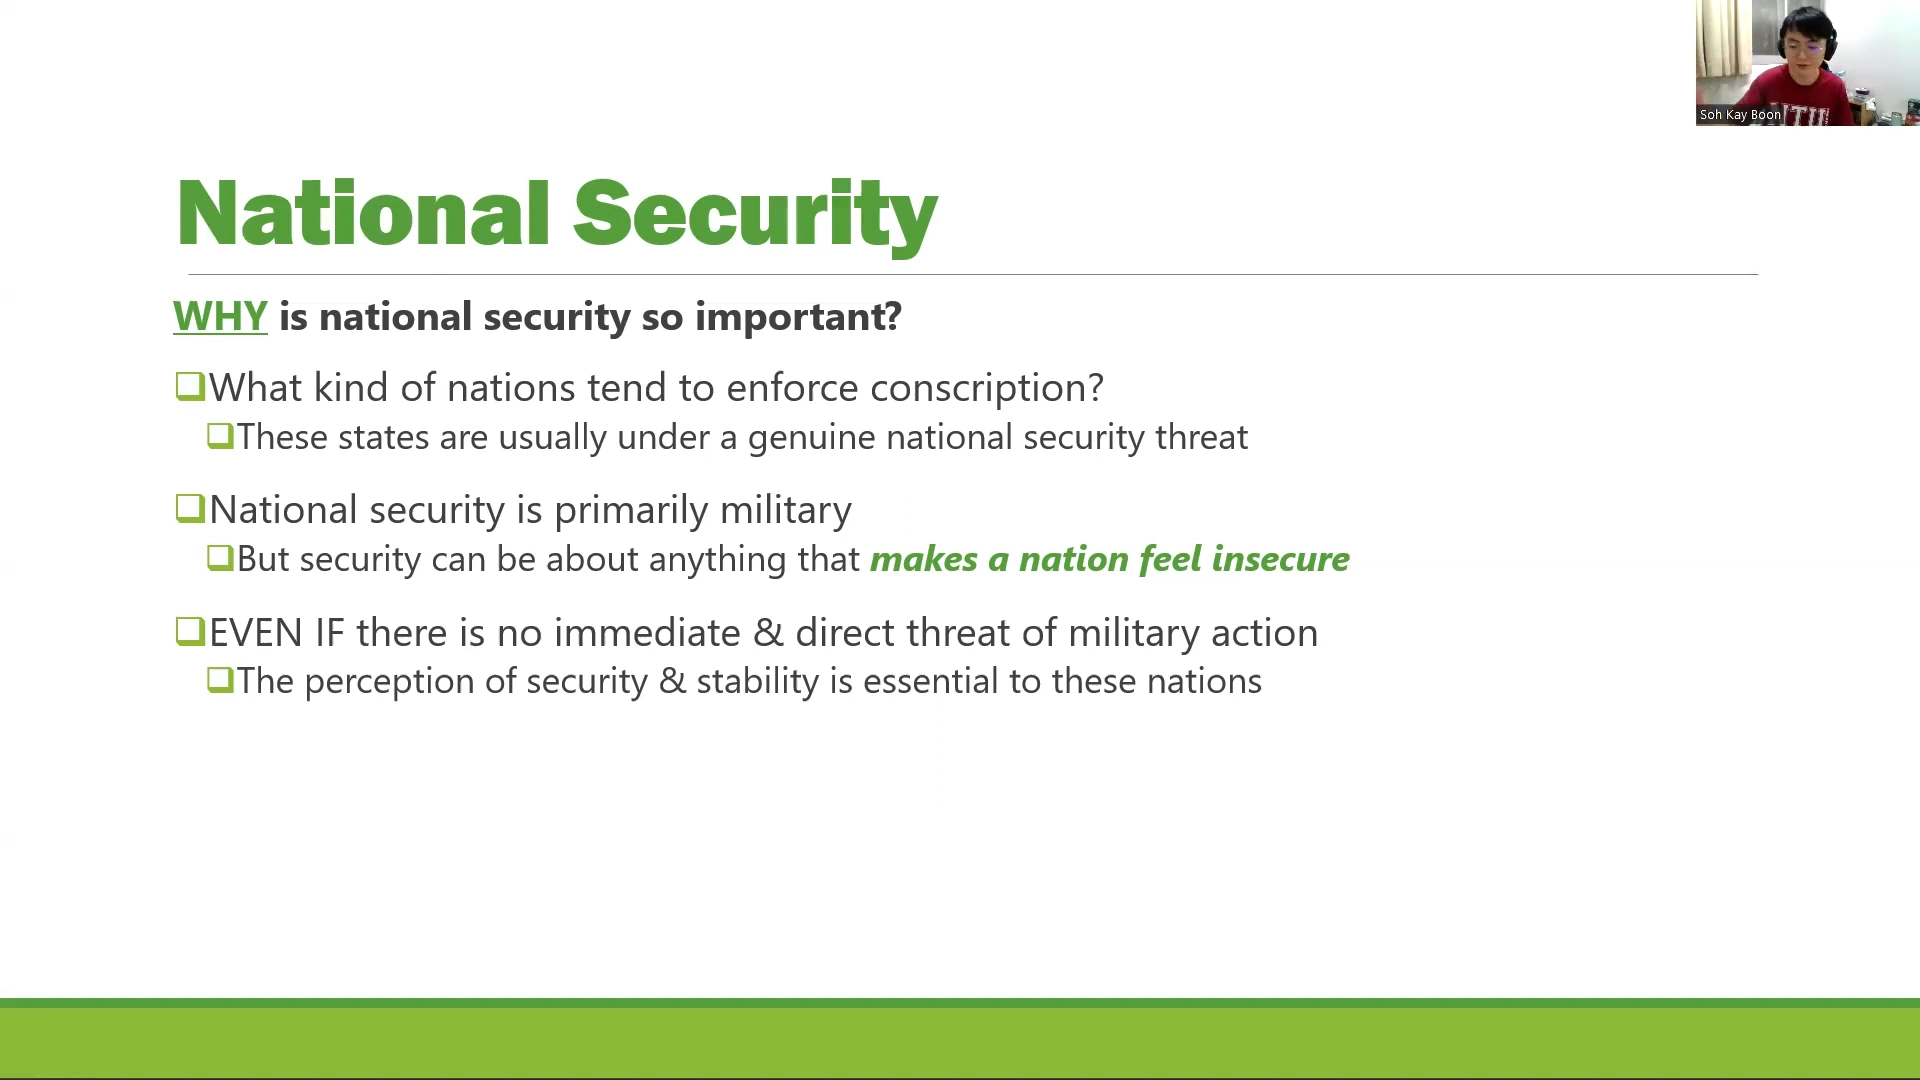 Soh Kay Boon
National Security
WHY is national security so important?
What kind of nations tend to enforce conscription?
These states are usually under a genuine national security threat
National security is primarily military
But security can be about anything that makes a nation feel insecure
EVEN IF there is no immediate & direct threat of military action
The perception of security & stability is essential to these nations